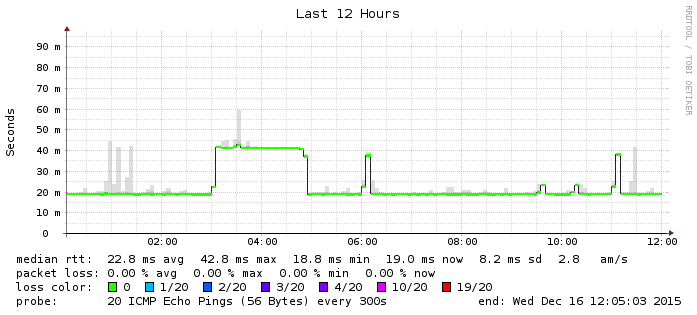 Last 12 Hours
RRDTOOL / TOBI OETIKER
Seconds
90 m
80 m
70 m
60 m
50 m
40 m
30 m
20 m
10 m
0
02:00 04:00 06:00 08:00 10:00 12:00
median rtt: 22.8 ms avg 42.8 ms max 18.8 ms min 19.0 ms now 8.2 ms sd 2.8 am/s
packet loss: 0.00 % avg 0.00 % max 0.00 % min 0.00 % now
loss color: 0 1/20 2/20 3/20 4/20 10/20 19/20
probe: 20 ICMP Echo Pings (56 Bytes) every 300s end: Wed Dec 16 12:05:03 2015